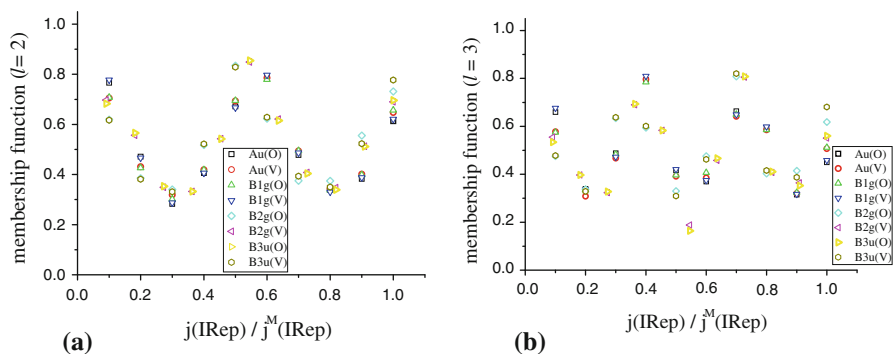 membership function (l = 2)
1.0
0.8
0.6
0.4
0.2
0.0
Au(O)
Au(V)
B1g(O)
B1g(V)
B2g(O)
B2g(V)
B3u(O)
B3u(V)
0.0 0.2 0.4 0.6 0.8 1.0
(a) j(IRep) / j^M(IRep)
membership function (l = 3)
1.0
0.8
0.6
0.4
0.2
0.0
Au(O)
Au(V)
B1g(O)
B1g(V)
B2g(O)
B2g(V)
B3u(O)
B3u(V)
0.0 0.2 0.4 0.6 0.8 1.0
(b) j(IRep) / j^M(IRep)